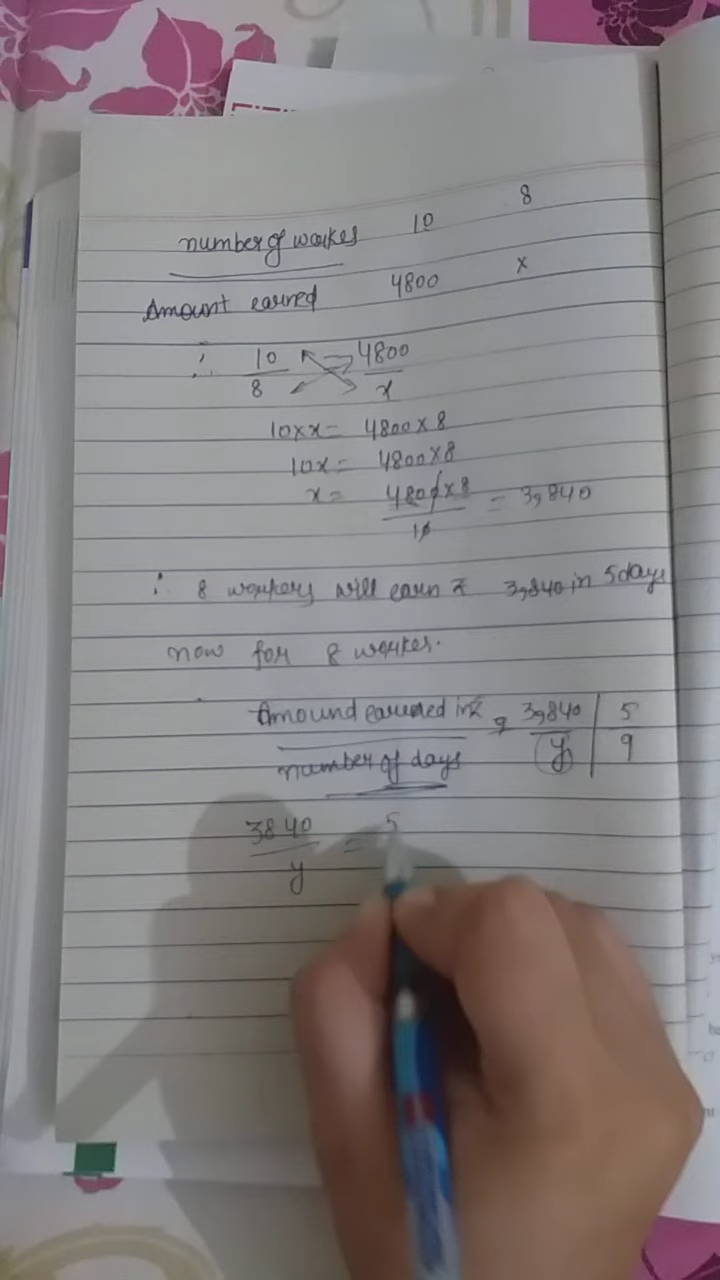 number of workes 10 8
Amount earned 4800 x
∴ 10/8 4800/x
10×x= 4800×8
10x= 4800×8
x= 4800×8/10 = 3,840
∴ 8 workers will earn ₹ 3,840 in 5 days
now for 8 worker.
Amound earuned in ₹ 3,840 5
number of days y 9
3840/y = 5